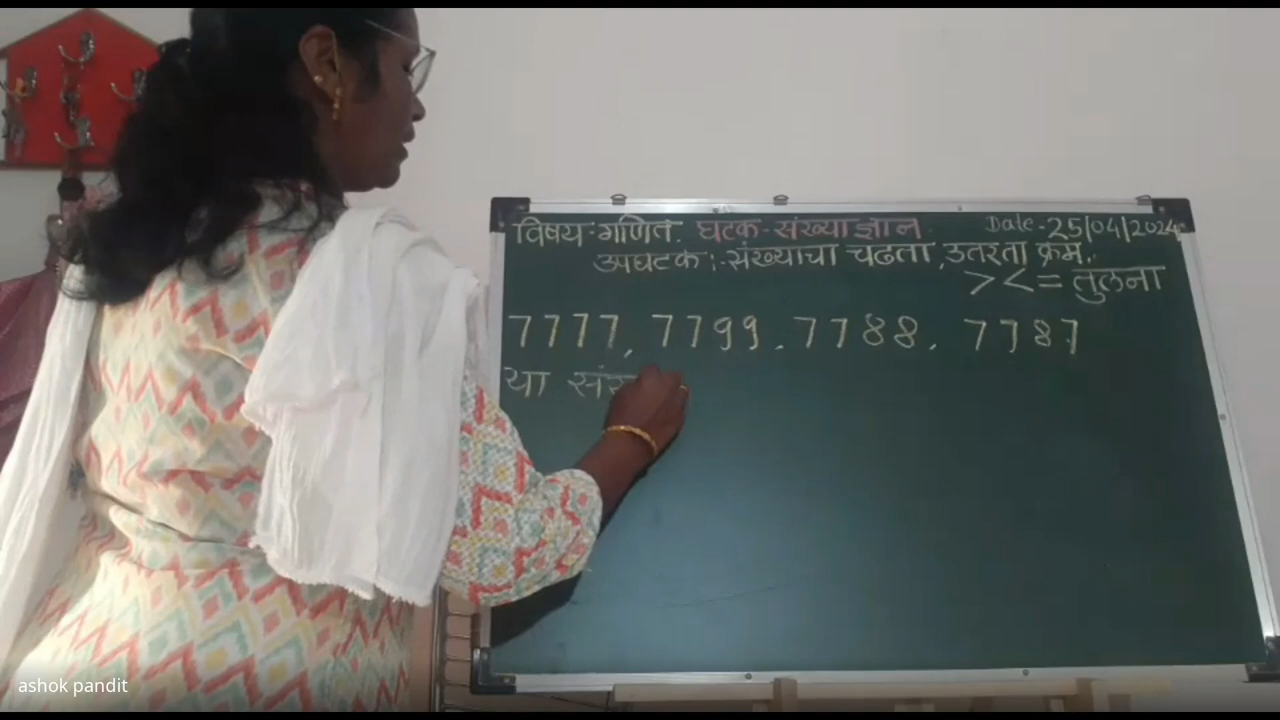 विषय:-गणित. घटक-संख्याज्ञान. Date-25/04/2024
उपघटक:-संख्याचा चढता, उतरता क्रम.
> < = तुलना
7777, 7799, 7788, 7787
या
ashok pandit